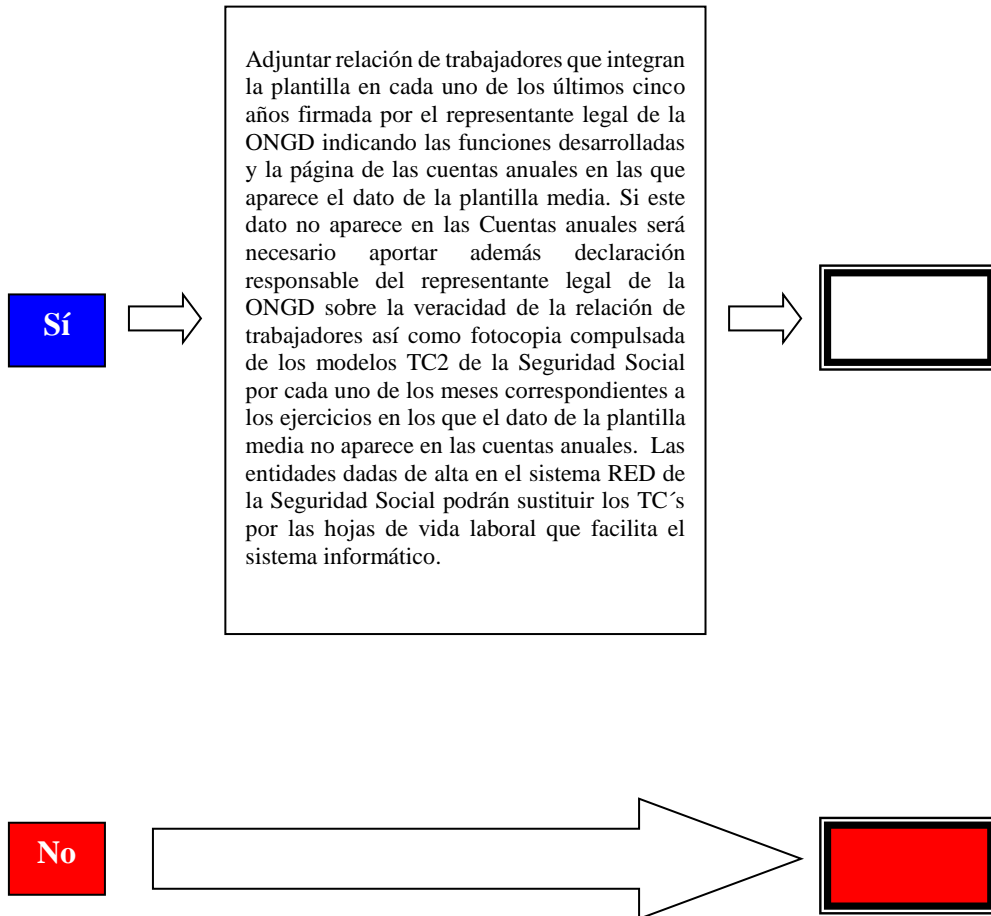 Adjuntar relación de trabajadores que integran
la plantilla en cada uno de los últimos cinco
años firmada por el representante legal de la
ONGD indicando las funciones desarrolladas
y la página de las cuentas anuales en las que
aparece el dato de la plantilla media. Si este
dato no aparece en las Cuentas anuales será
necesario aportar además declaración
responsable del representante legal de la
ONGD sobre la veracidad de la relación de
trabajadores así como fotocopia compulsada
de los modelos TC2 de la Seguridad Social
por cada uno de los meses correspondientes a
los ejercicios en los que el dato de la plantilla
media no aparece en las cuentas anuales. Las
entidades dadas de alta en el sistema RED de
la Seguridad Social podrán sustituir los TC´s
por las hojas de vida laboral que facilita el
sistema informático.
Sí
No